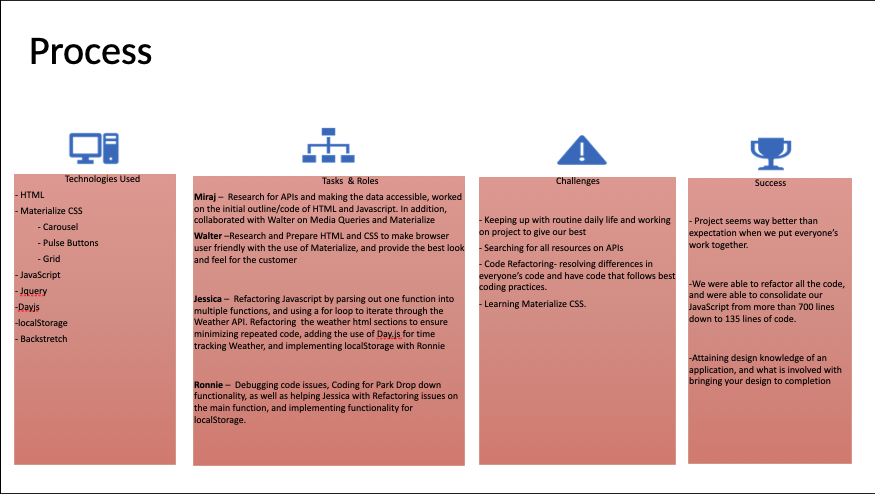 Process
Technologies Used
- HTML
- Materialize CSS
- Carousel
- Pulse Buttons
- Grid
- JavaScript
- Jquery
-Dayjs
-localStorage
- Backstretch
Tasks & Roles
Miraj – Research for APIs and making the data accessible, worked
on the initial outline/code of HTML and Javascript. In addition,
collaborated with Walter on Media Queries and Materialize
Walter –Research and Prepare HTML and CSS to make browser
user friendly with the use of Materialize, and provide the best look
and feel for the customer
Jessica – Refactoring Javascript by parsing out one function into
multiple functions, and using a for loop to iterate through the
Weather API. Refactoring the weather html sections to ensure
minimizing repeated code, adding the use of Day.js for time
tracking Weather, and implementing localStorage with Ronnie
Ronnie – Debugging code issues, Coding for Park Drop down
functionality, as well as helping Jessica with Refactoring issues on
the main function, and implementing functionality for
localStorage.
Challenges
- Keeping up with routine daily life and working
on project to give our best
- Searching for all resources on APIs
- Code Refactoring- resolving differences in
everyone's code and have code that follows best
coding practices.
- Learning Materialize CSS.
Success
- Project seems way better than
expectation when we put everyone's
work together.
-We were able to refactor all the code,
and were able to consolidate our
JavaScript from more than 700 lines
down to 135 lines of code.
-Attaining design knowledge of an
application, and what is involved with
bringing your design to completion